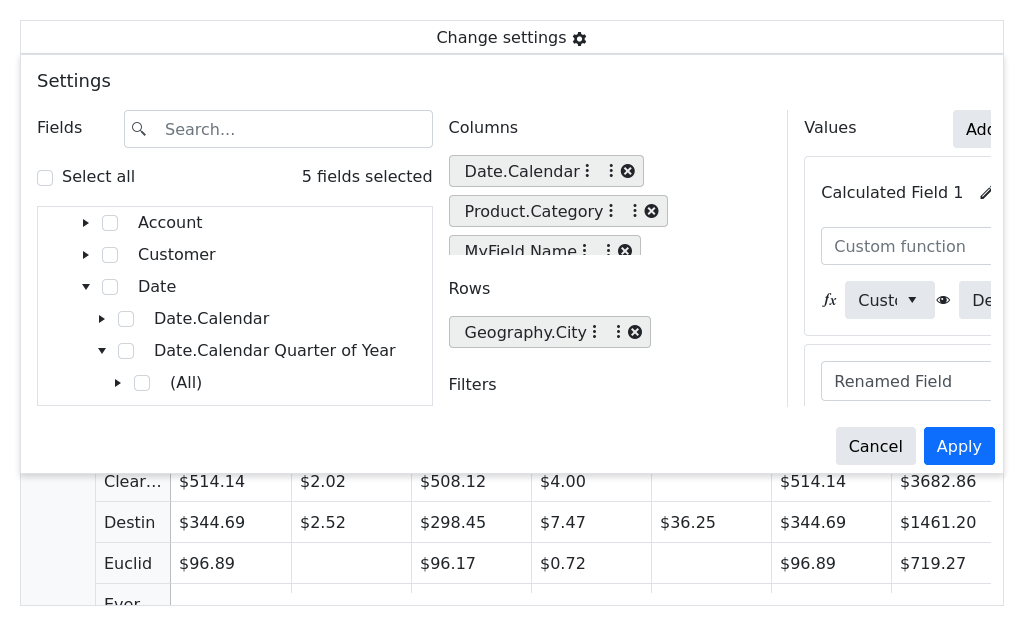 Change settings
Settings
Fields
Search...
Select all
5 fields selected
Account
Customer
Date
Date.Calendar
Date.Calendar Quarter of Year
(All)
Columns
Date.Calendar
Product.Category
MyField.Name
Rows
Geography.City
Filters
Values
Calculated Field 1
Custom function
fx
Renamed Field
Cancel
Apply
Clear... $514.14 $2.02 $508.12 $4.00 $514.14 $3682.86
Destin $344.69 $2.52 $298.45 $7.47 $36.25 $344.69 $1461.20
Euclid $96.89 $96.17 $0.72 $96.89 $719.27